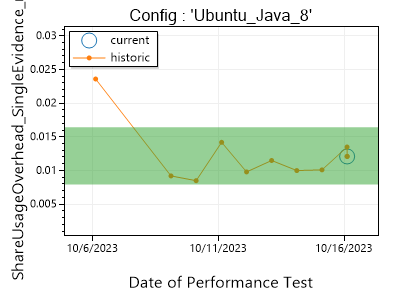 Config : 'Ubuntu_Java_8'
0.03
0.025
0.02
0.015
0.01
0.005
current
historic
10/6/2023
10/11/2023
10/16/2023
Date of Performance Test
ShareUsageOverhead_SingleEvidence_